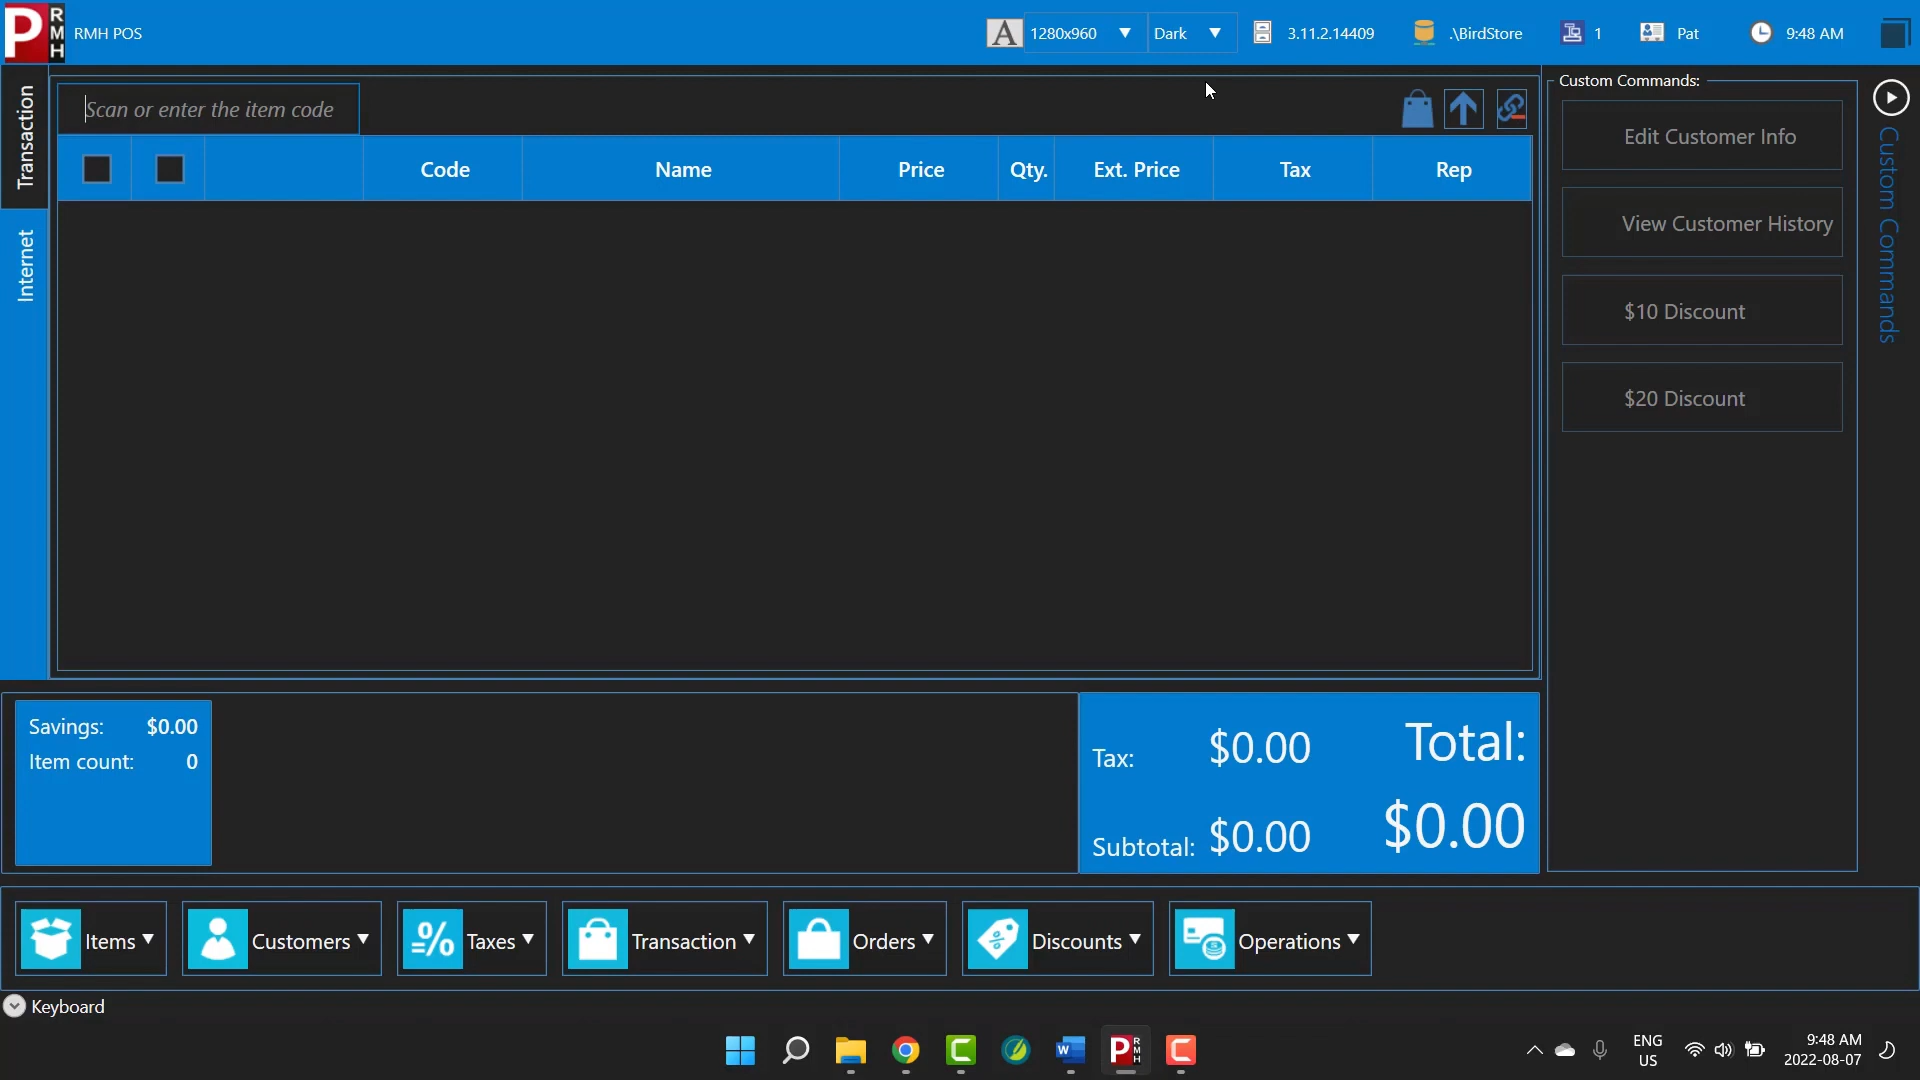 P RMH RMH POS A 1280x960 Dark 3.11.2.14409 .\BirdStore 1 Pat 9:48 AM
Transaction
Internet
Scan or enter the item code
Code Name Price Qty. Ext. Price Tax Rep
Custom Commands:
Edit Customer Info
View Customer History
$10 Discount
$20 Discount
Custom Commands
Savings: $0.00
Item count: 0
Tax: $0.00
Subtotal: $0.00
Total:
$0.00
Items Customers Taxes Transaction Orders Discounts Operations
Keyboard
ENG
US
9:48 AM
2022-08-07